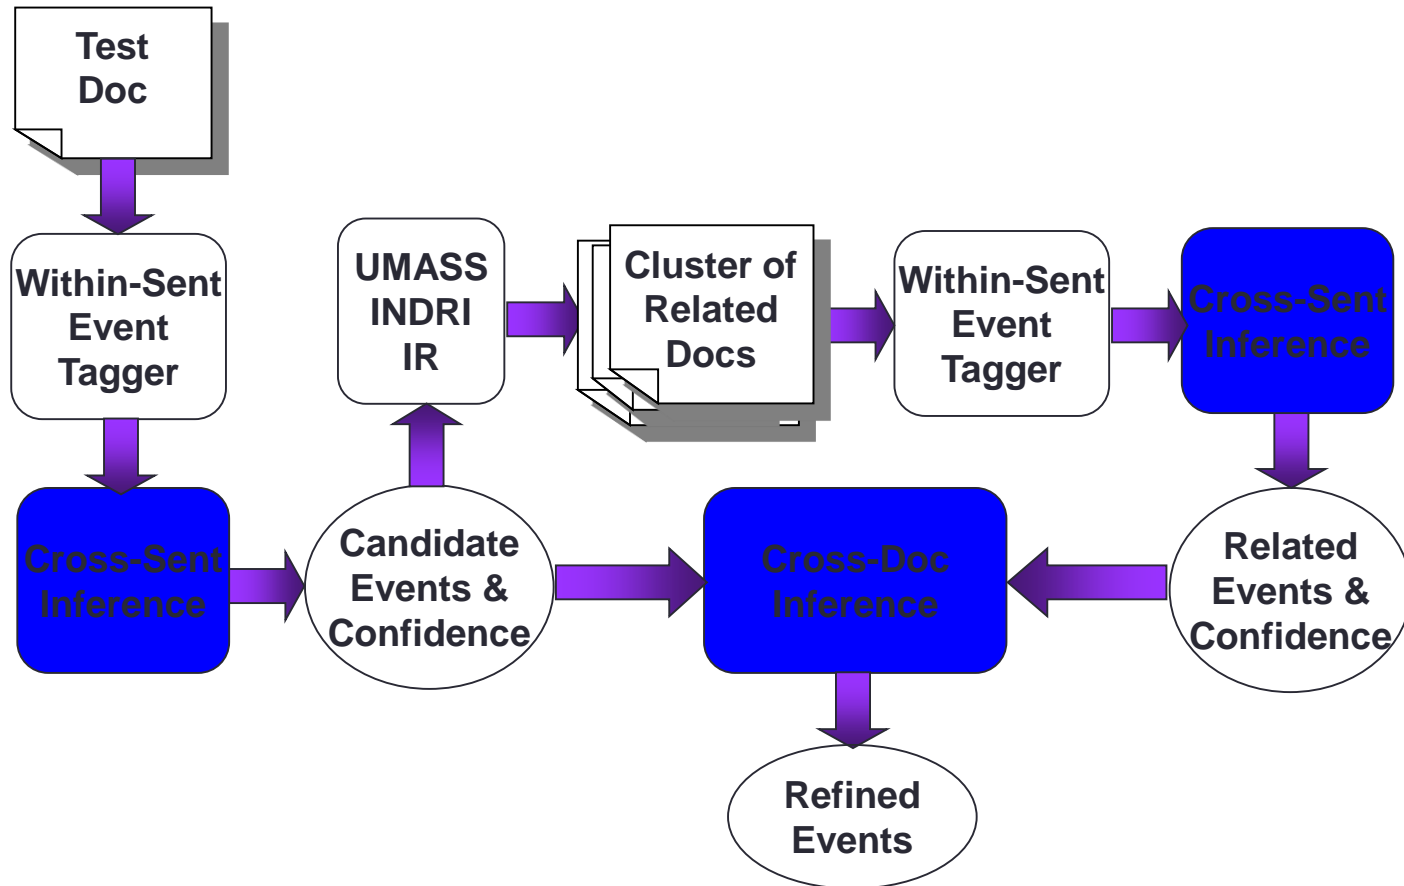 Test
Doc
Within-Sent
Event
Tagger
Cross-Sent
Inference
Candidate
Events &
Confidence
UMASS
INDRI
IR
Cluster of
Related
Docs
Within-Sent
Event
Tagger
Cross-Sent
Inference
Related
Events &
Confidence
Cross-Doc
Inference
Refined
Events